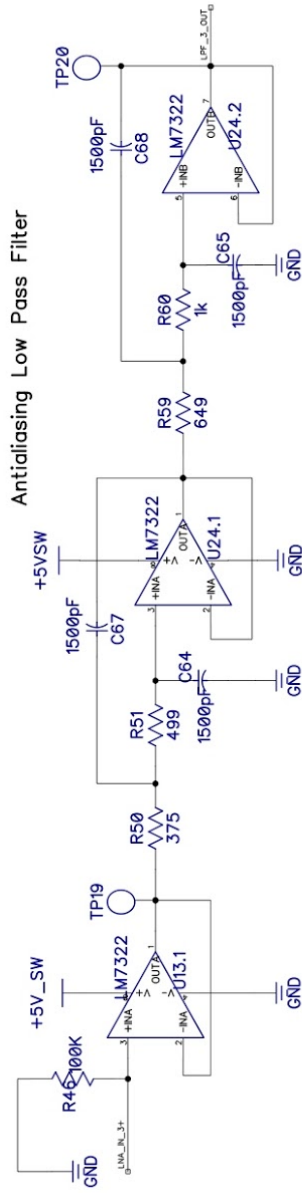 Antialiasing Low Pass Filter
GND
R46
100K
LNA_IN_3+
+5V_SW
3
+INA
2
-INA
LM7322
V+
V-
OUTA
1
U13.1
GND
TP19
R50
375
1500pF
C67
R51
499
C64
1500pF
GND
+5VSW
3
+INA
2
-INA
LM7322
V+
V-
OUTA
1
U24.1
GND
R59
649
1500pF
C68
R60
1k
C65
1500pF
GND
5
+INB
6
-INB
LM7322
OUTB
7
U24.2
TP20
LPF_3_OUT